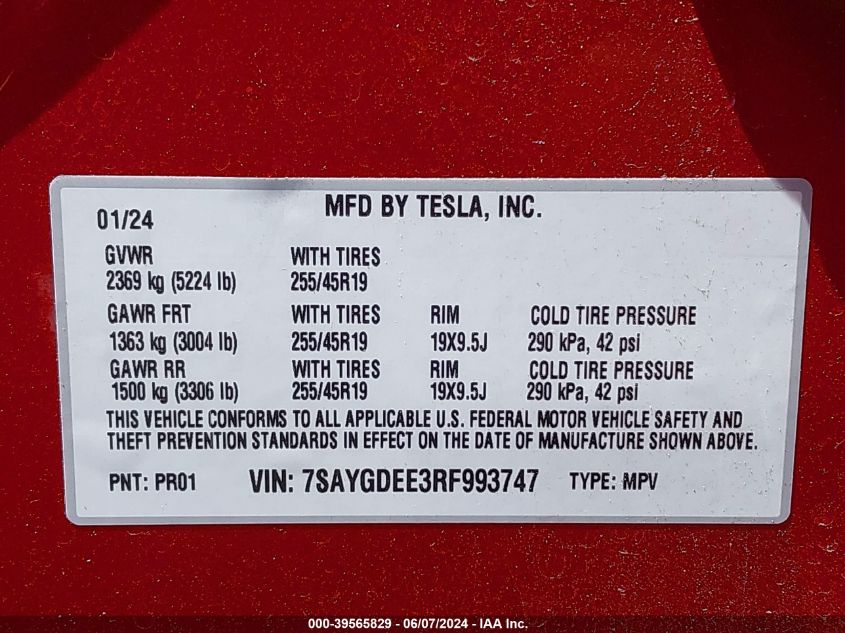 MFD BY TESLA, INC.
01/24
GVWR WITH TIRES
2369 kg (5224 lb) 255/45R19
GAWR FRT WITH TIRES RIM COLD TIRE PRESSURE
1363 kg (3004 lb) 255/45R19 19X9.5J 290 kPa, 42 psi
GAWR RR WITH TIRES RIM COLD TIRE PRESSURE
1500 kg (3306 lb) 255/45R19 19X9.5J 290 kPa, 42 psi
THIS VEHICLE CONFORMS TO ALL APPLICABLE U.S. FEDERAL MOTOR VEHICLE SAFETY AND
THEFT PREVENTION STANDARDS IN EFFECT ON THE DATE OF MANUFACTURE SHOWN ABOVE.
PNT: PR01 VIN: 7SAYGDEE3RF993747 TYPE: MPV
000-39565829 - 06/07/2024 - IAA Inc.